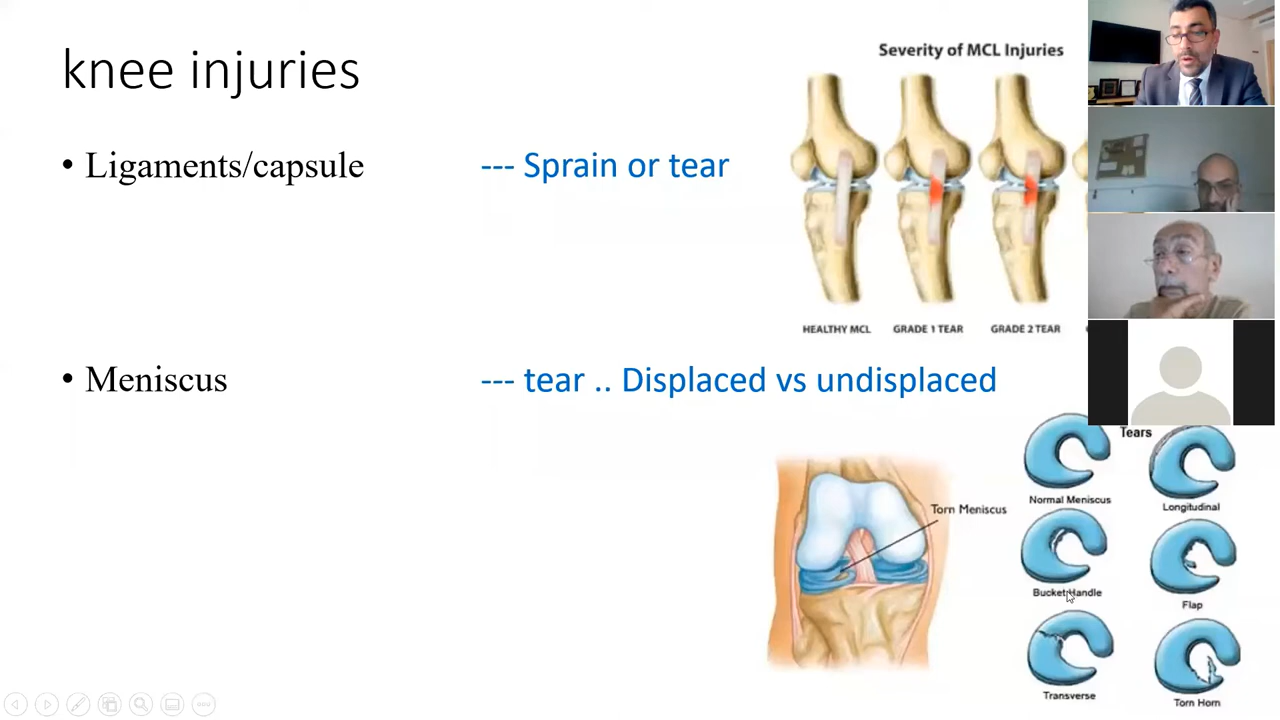 knee injuries
Severity of MCL Injuries
• Ligaments/capsule --- Sprain or tear
HEALTHY MCL GRADE 1 TEAR GRADE 2 TEAR
• Meniscus --- tear .. Displaced vs undisplaced
Tears
Torn Meniscus
Normal Meniscus Longitudinal
Bucket Handle Flap
Transverse Torn Horn